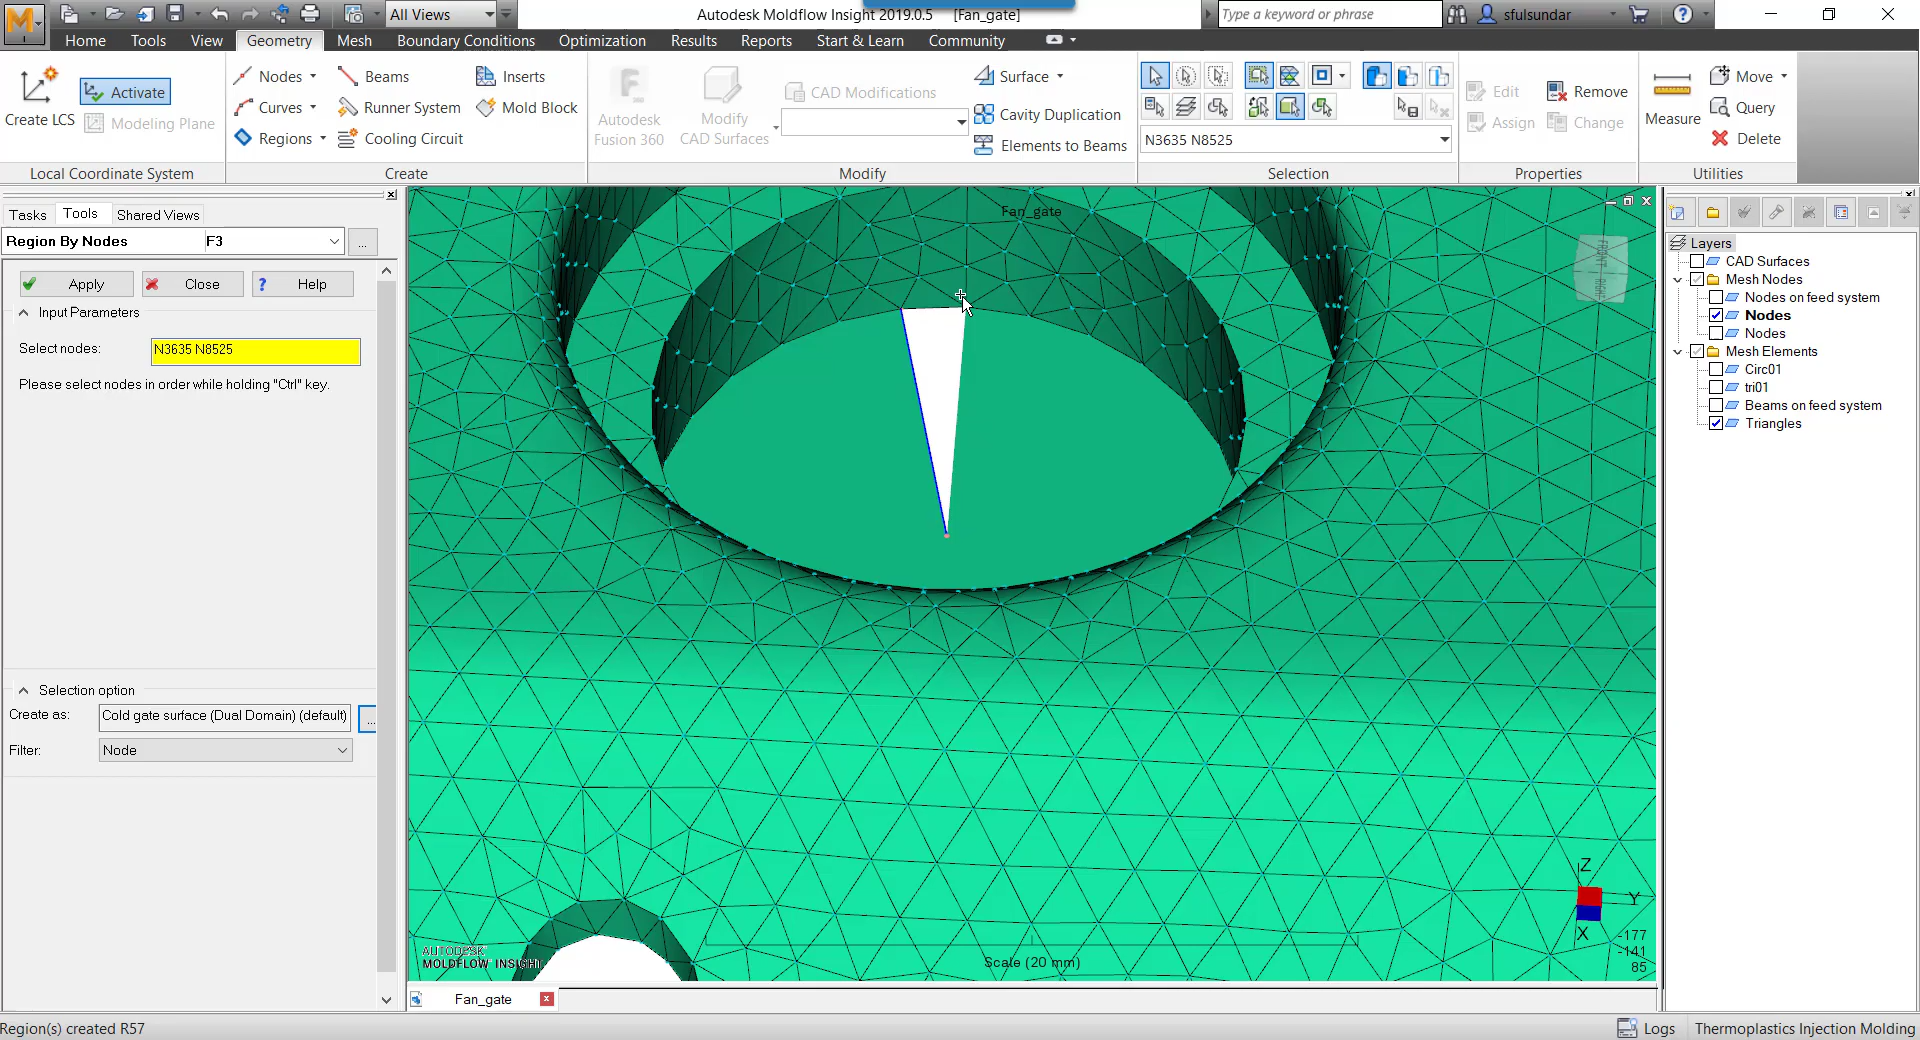 All Views
Autodesk Moldflow Insight 2019.0.5 [Fan_gate]
Type a keyword or phrase
sfulsundar
Home Tools View Geometry Mesh Boundary Conditions Optimization Results Reports Start & Learn Community
Create LCS
Activate
Modeling Plane
Local Coordinate System
Nodes
Beams
Inserts
Curves
Runner System
Mold Block
Regions
Cooling Circuit
Create
Autodesk
Fusion 360
Modify
CAD Surfaces
CAD Modifications
Surface
Cavity Duplication
Elements to Beams
Modify
N3635 N8525
Selection
Edit
Remove
Assign
Change
Properties
Measure
Move
Query
Delete
Utilities
Tasks Tools Shared Views
Region By Nodes F3
...
Apply Close Help
Input Parameters
Select nodes: N3635 N8525
Please select nodes in order while holding "Ctrl" key.
Selection option
Create as: Cold gate surface (Dual Domain) (default) ...
Filter: Node
Fan_gate
FRONT
RIGHT
Z
Y
X
-177
-141
85
AUTODESK
MOLDFLOW INSIGHT
Scale (20 mm)
Layers
CAD Surfaces
Mesh Nodes
Nodes on feed system
Nodes
Nodes
Mesh Elements
Circ01
tri01
Beams on feed system
Triangles
Fan_gate
Region(s) created R57
Logs Thermoplastics Injection Molding